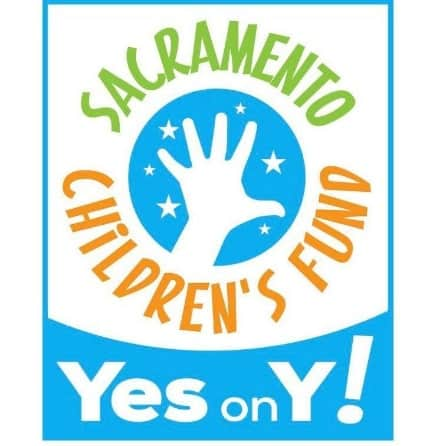 SACRAMENTO
CHiLDREN'S FUND
Yes on Y!